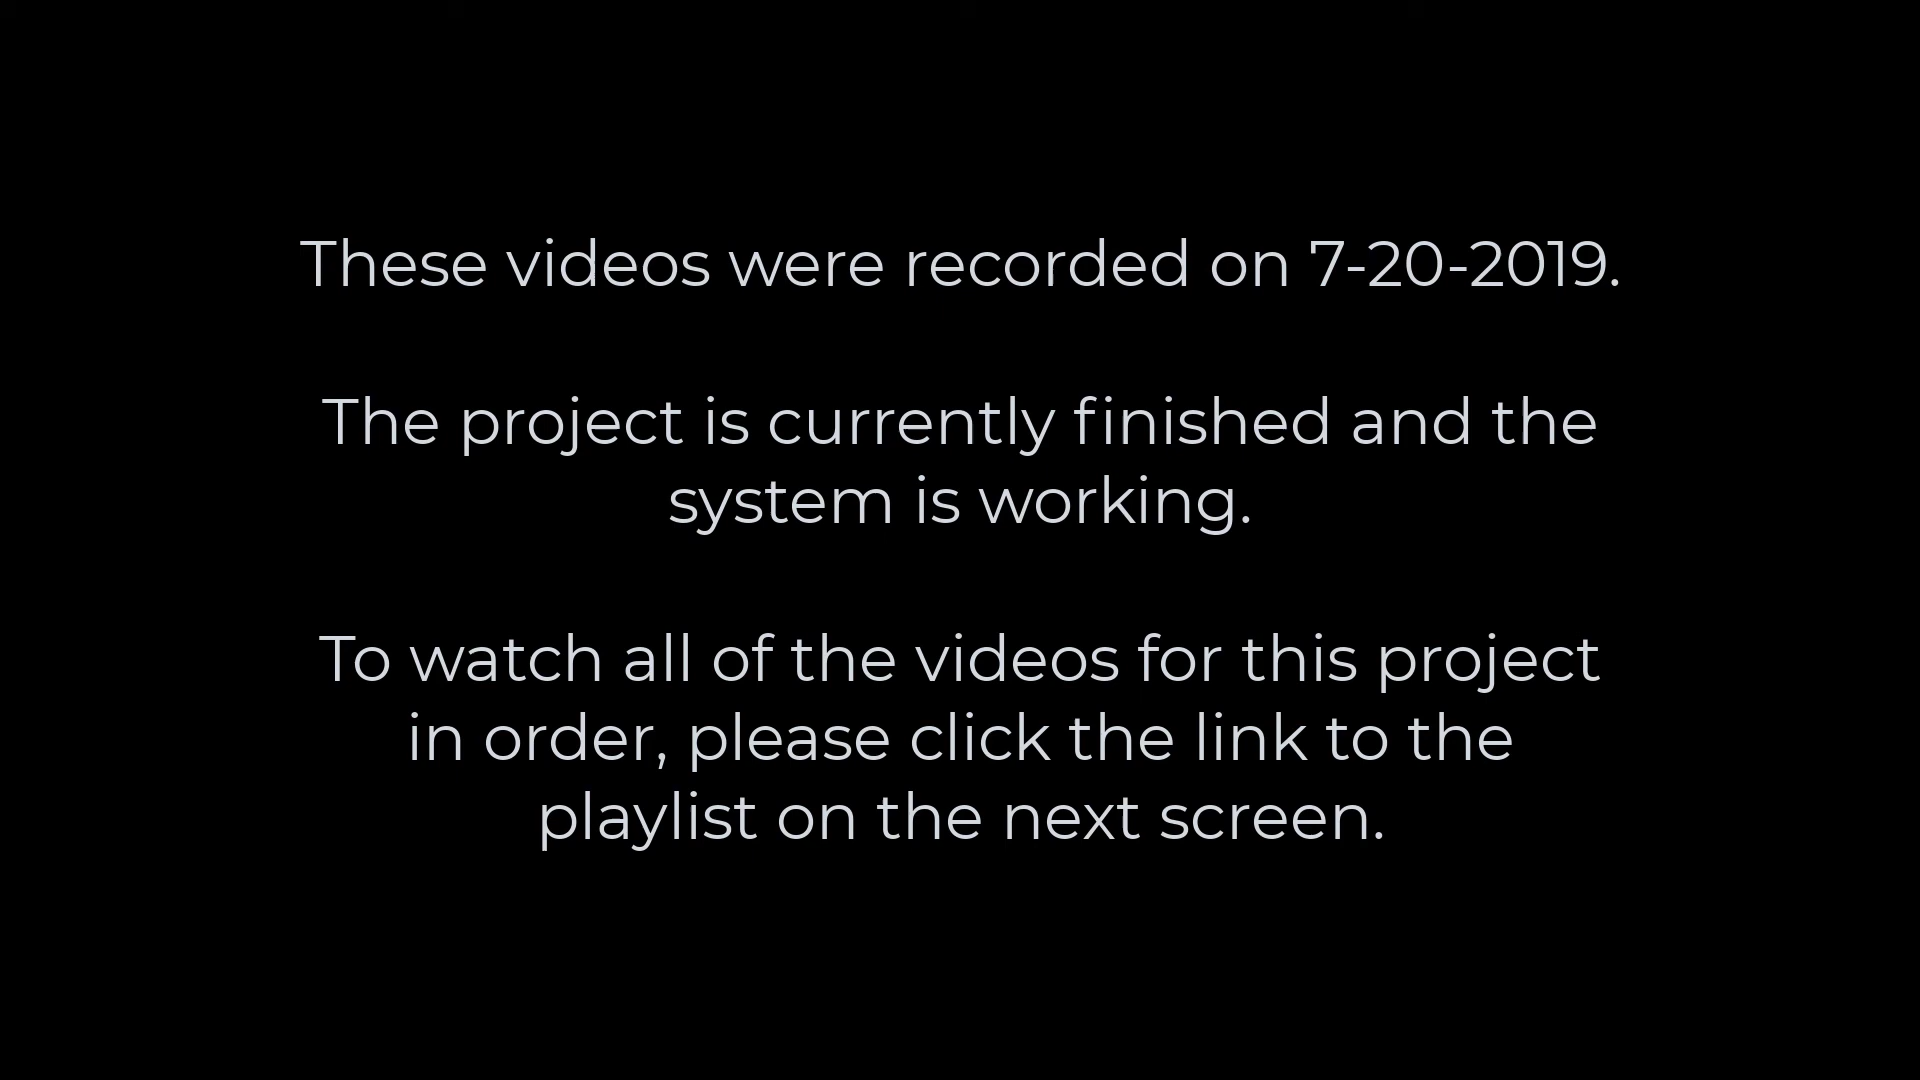 These videos were recorded on 7-20-2019.
The project is currently finished and the
system is working.
To watch all of the videos for this project
in order, please click the link to the
playlist on the next screen.